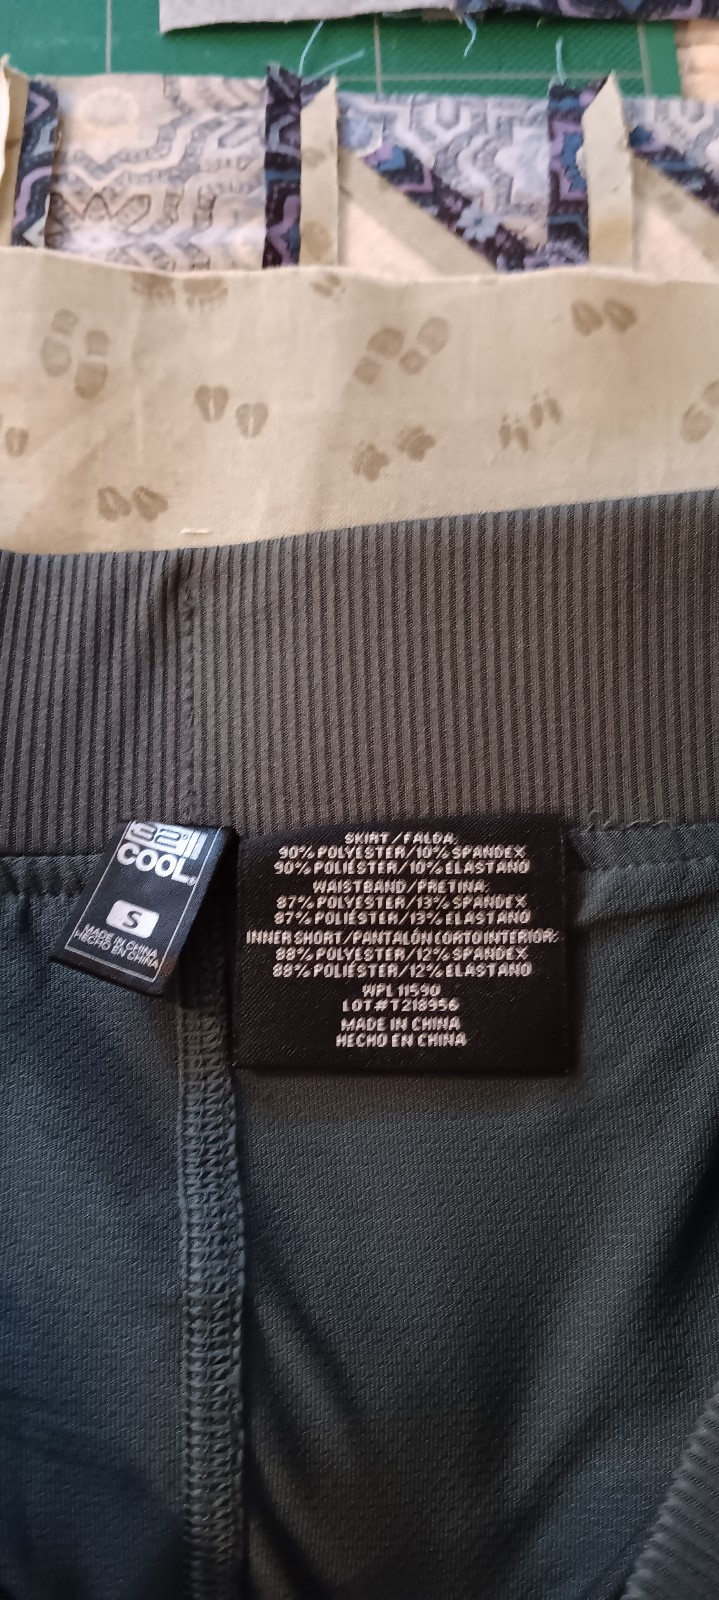 COOL
S
MADE IN CHINA
HECHO EN CHINA
SKIRT/FALDA:
90% POLYESTER/10% SPANDEX
90% POLYÉSTER/10% ELASTANO
WAISTBAND/PRETINA:
87% POLYESTER/13% SPANDEX
87% POLIÉSTER/13% ELASTANO
INNER SHORT/PANTALÓN CORTO INTERIOR:
88% POLYESTER/12% SPANDEX
88% POLIÉSTER/12% ELASTANO
WPL 11590
LOT#T218956
MADE IN CHINA
HECHO EN CHINA